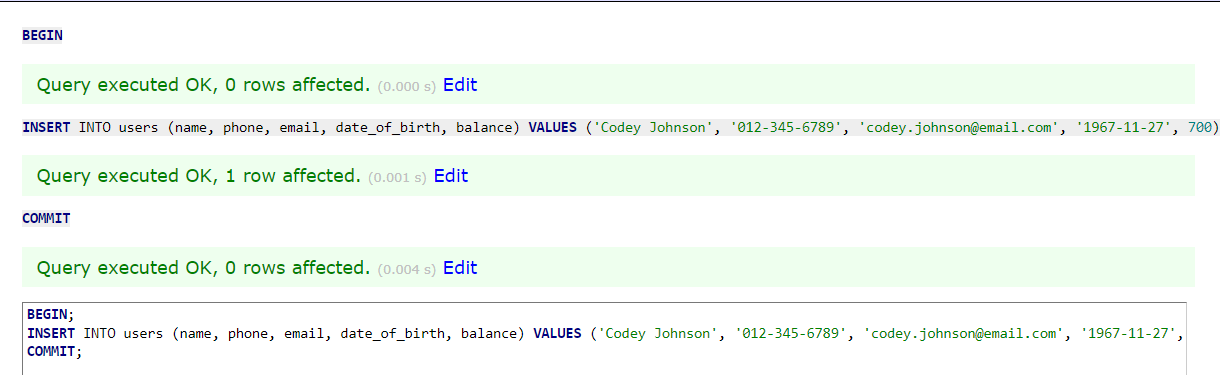 BEGIN
Query executed OK, 0 rows affected. (0.000 s) Edit
INSERT INTO users (name, phone, email, date_of_birth, balance) VALUES ('Codey Johnson', '012-345-6789', 'codey.johnson@email.com', '1967-11-27', 700)
Query executed OK, 1 row affected. (0.001 s) Edit
COMMIT
Query executed OK, 0 rows affected. (0.004 s) Edit
BEGIN;
INSERT INTO users (name, phone, email, date_of_birth, balance) VALUES ('Codey Johnson', '012-345-6789', 'codey.johnson@email.com', '1967-11-27',
COMMIT;